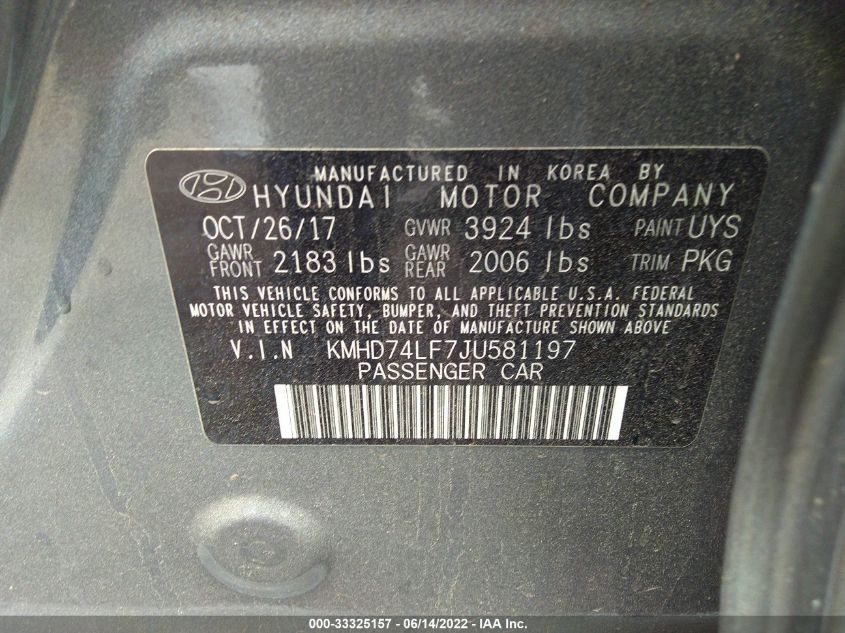 MANUFACTURED IN KOREA BY
HYUNDAI MOTOR COMPANY
OCT/26/17 GVWR 3924 lbs PAINT UYS
GAWR FRONT 2183 lbs GAWR REAR 2006 lbs TRIM PKG
THIS VEHICLE CONFORMS TO ALL APPLICABLE U.S.A. FEDERAL
MOTOR VEHICLE SAFETY, BUMPER, AND THEFT PREVENTION STANDARDS
IN EFFECT ON THE DATE OF MANUFACTURE SHOWN ABOVE
V.I.N KMHD74LF7JU581197
PASSENGER CAR
000-33325157 - 06/14/2022 - IAA Inc.